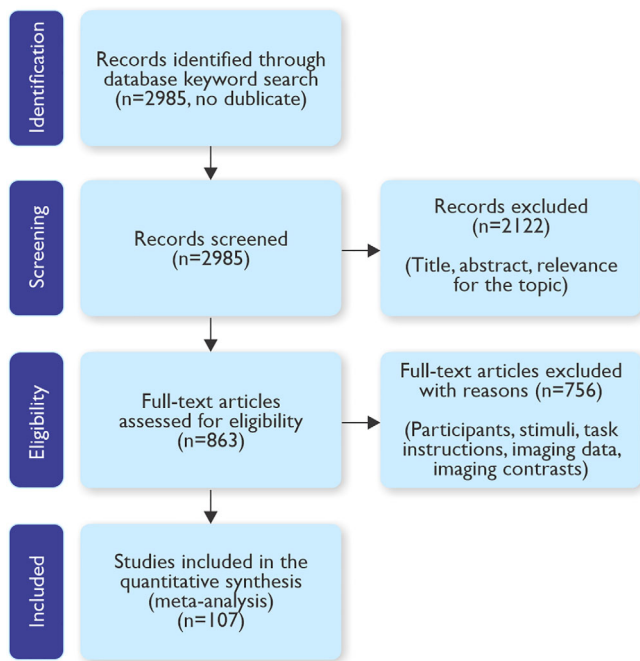 Identification
Records identified through
database keyword search
(n=2985, no dublicate)
Screening
Records screened
(n=2985)
Records excluded
(n=2122)
(Title, abstract, relevance
for the topic)
Eligibility
Full-text articles
assessed for eligibility
(n=863)
Full-text articles excluded
with reasons (n=756)
(Participants, stimuli, task
instructions, imaging data,
imaging contrasts)
Included
Studies included in the
quantitative synthesis
(meta-analysis)
(n=107)